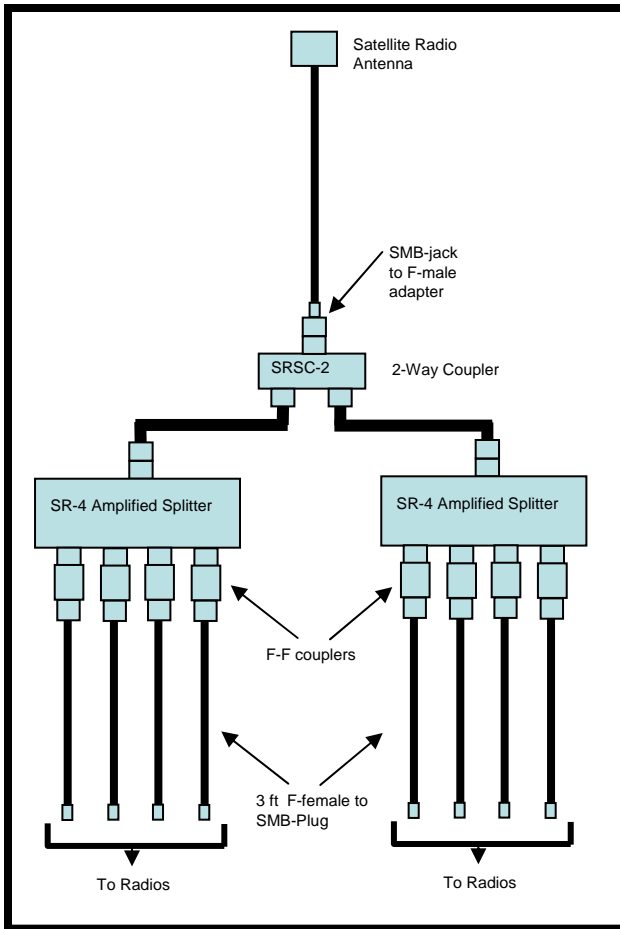 Satellite Radio
Antenna
SMB-jack
to F-male
adapter
SRSC-2
2-Way Coupler
SR-4 Amplified Splitter
SR-4 Amplified Splitter
F-F couplers
3 ft  F-female to
SMB-Plug
To Radios
To Radios